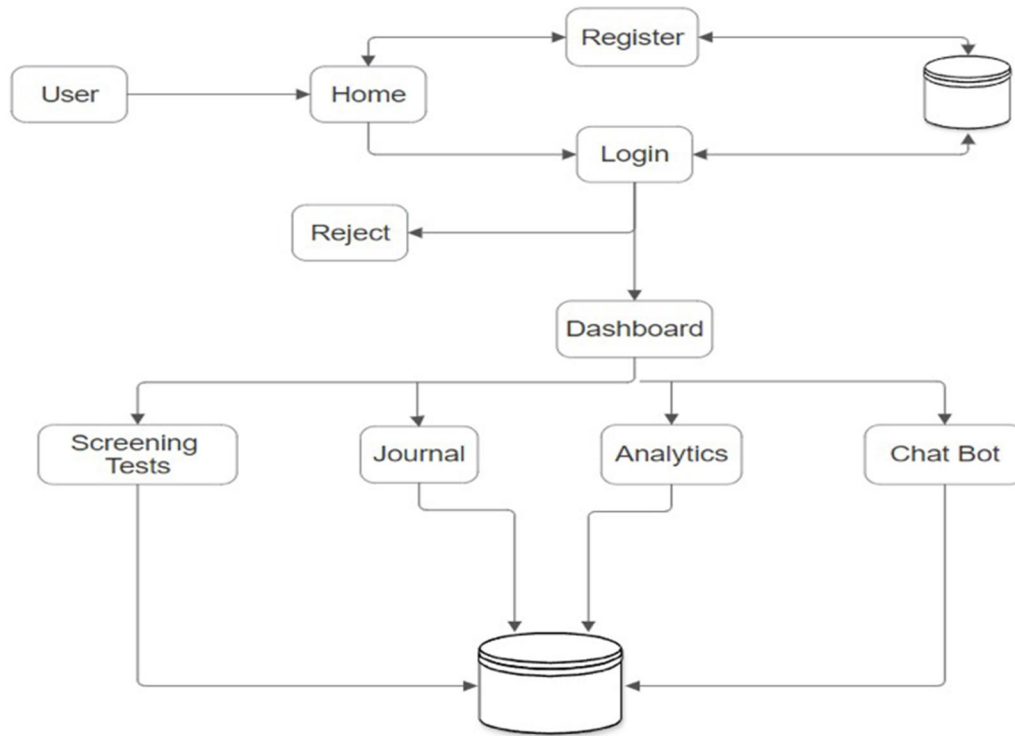 Register
User
Home
Login
Reject
Dashboard
Screening
Tests
Journal
Analytics
Chat Bot